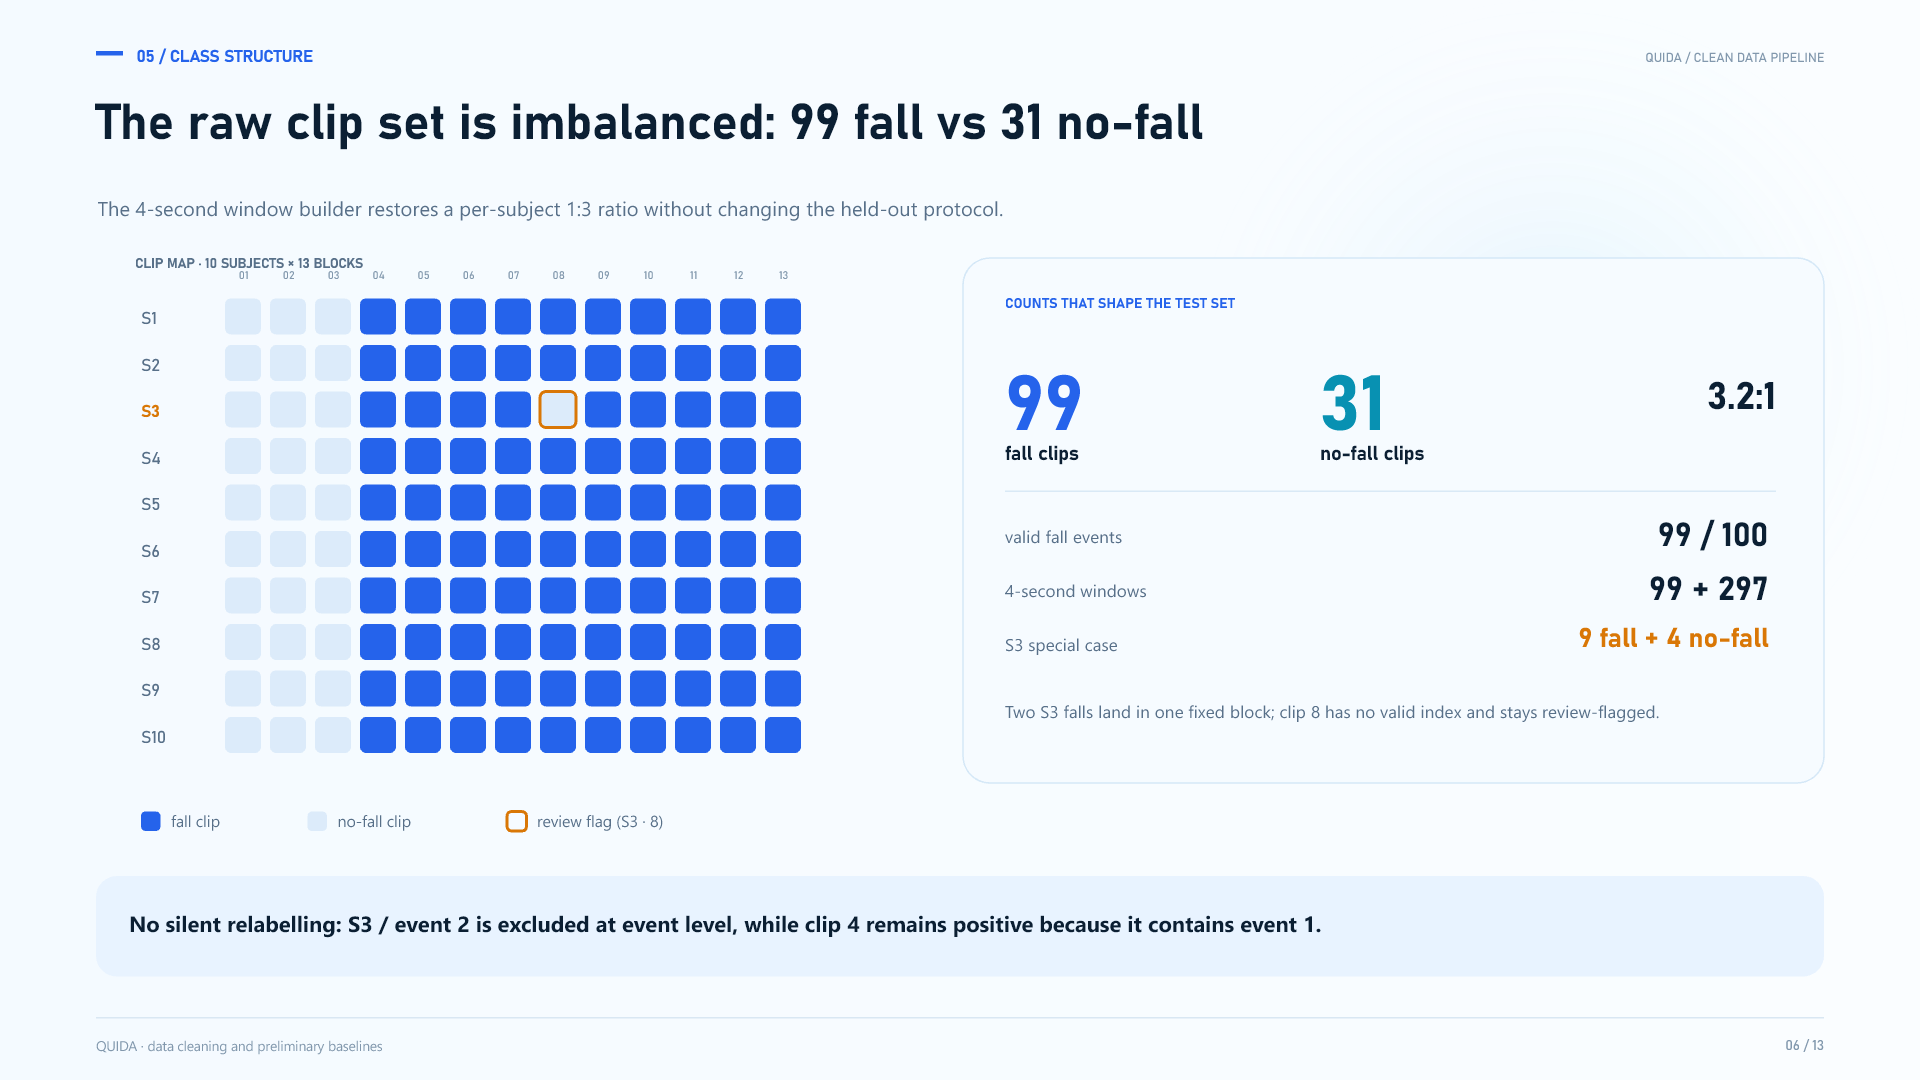 05 / CLASS STRUCTURE
QUIDA / CLEAN DATA PIPELINE
The raw clip set is imbalanced: 99 fall vs 31 no-fall
The 4-second window builder restores a per-subject 1:3 ratio without changing the held-out protocol.
CLIP MAP · 10 SUBJECTS × 13 BLOCKS
01 02 03 04 05 06 07 08 09 10 11 12 13
S1
S2
S3
S4
S5
S6
S7
S8
S9
S10
fall clip
no-fall clip
review flag (S3 · 8)
COUNTS THAT SHAPE THE TEST SET
99
fall clips
31
no-fall clips
3.2:1
valid fall events
99 / 100
4-second windows
99 + 297
S3 special case
9 fall + 4 no-fall
Two S3 falls land in one fixed block; clip 8 has no valid index and stays review-flagged.
No silent relabelling: S3 / event 2 is excluded at event level, while clip 4 remains positive because it contains event 1.
QUIDA · data cleaning and preliminary baselines
06 / 13